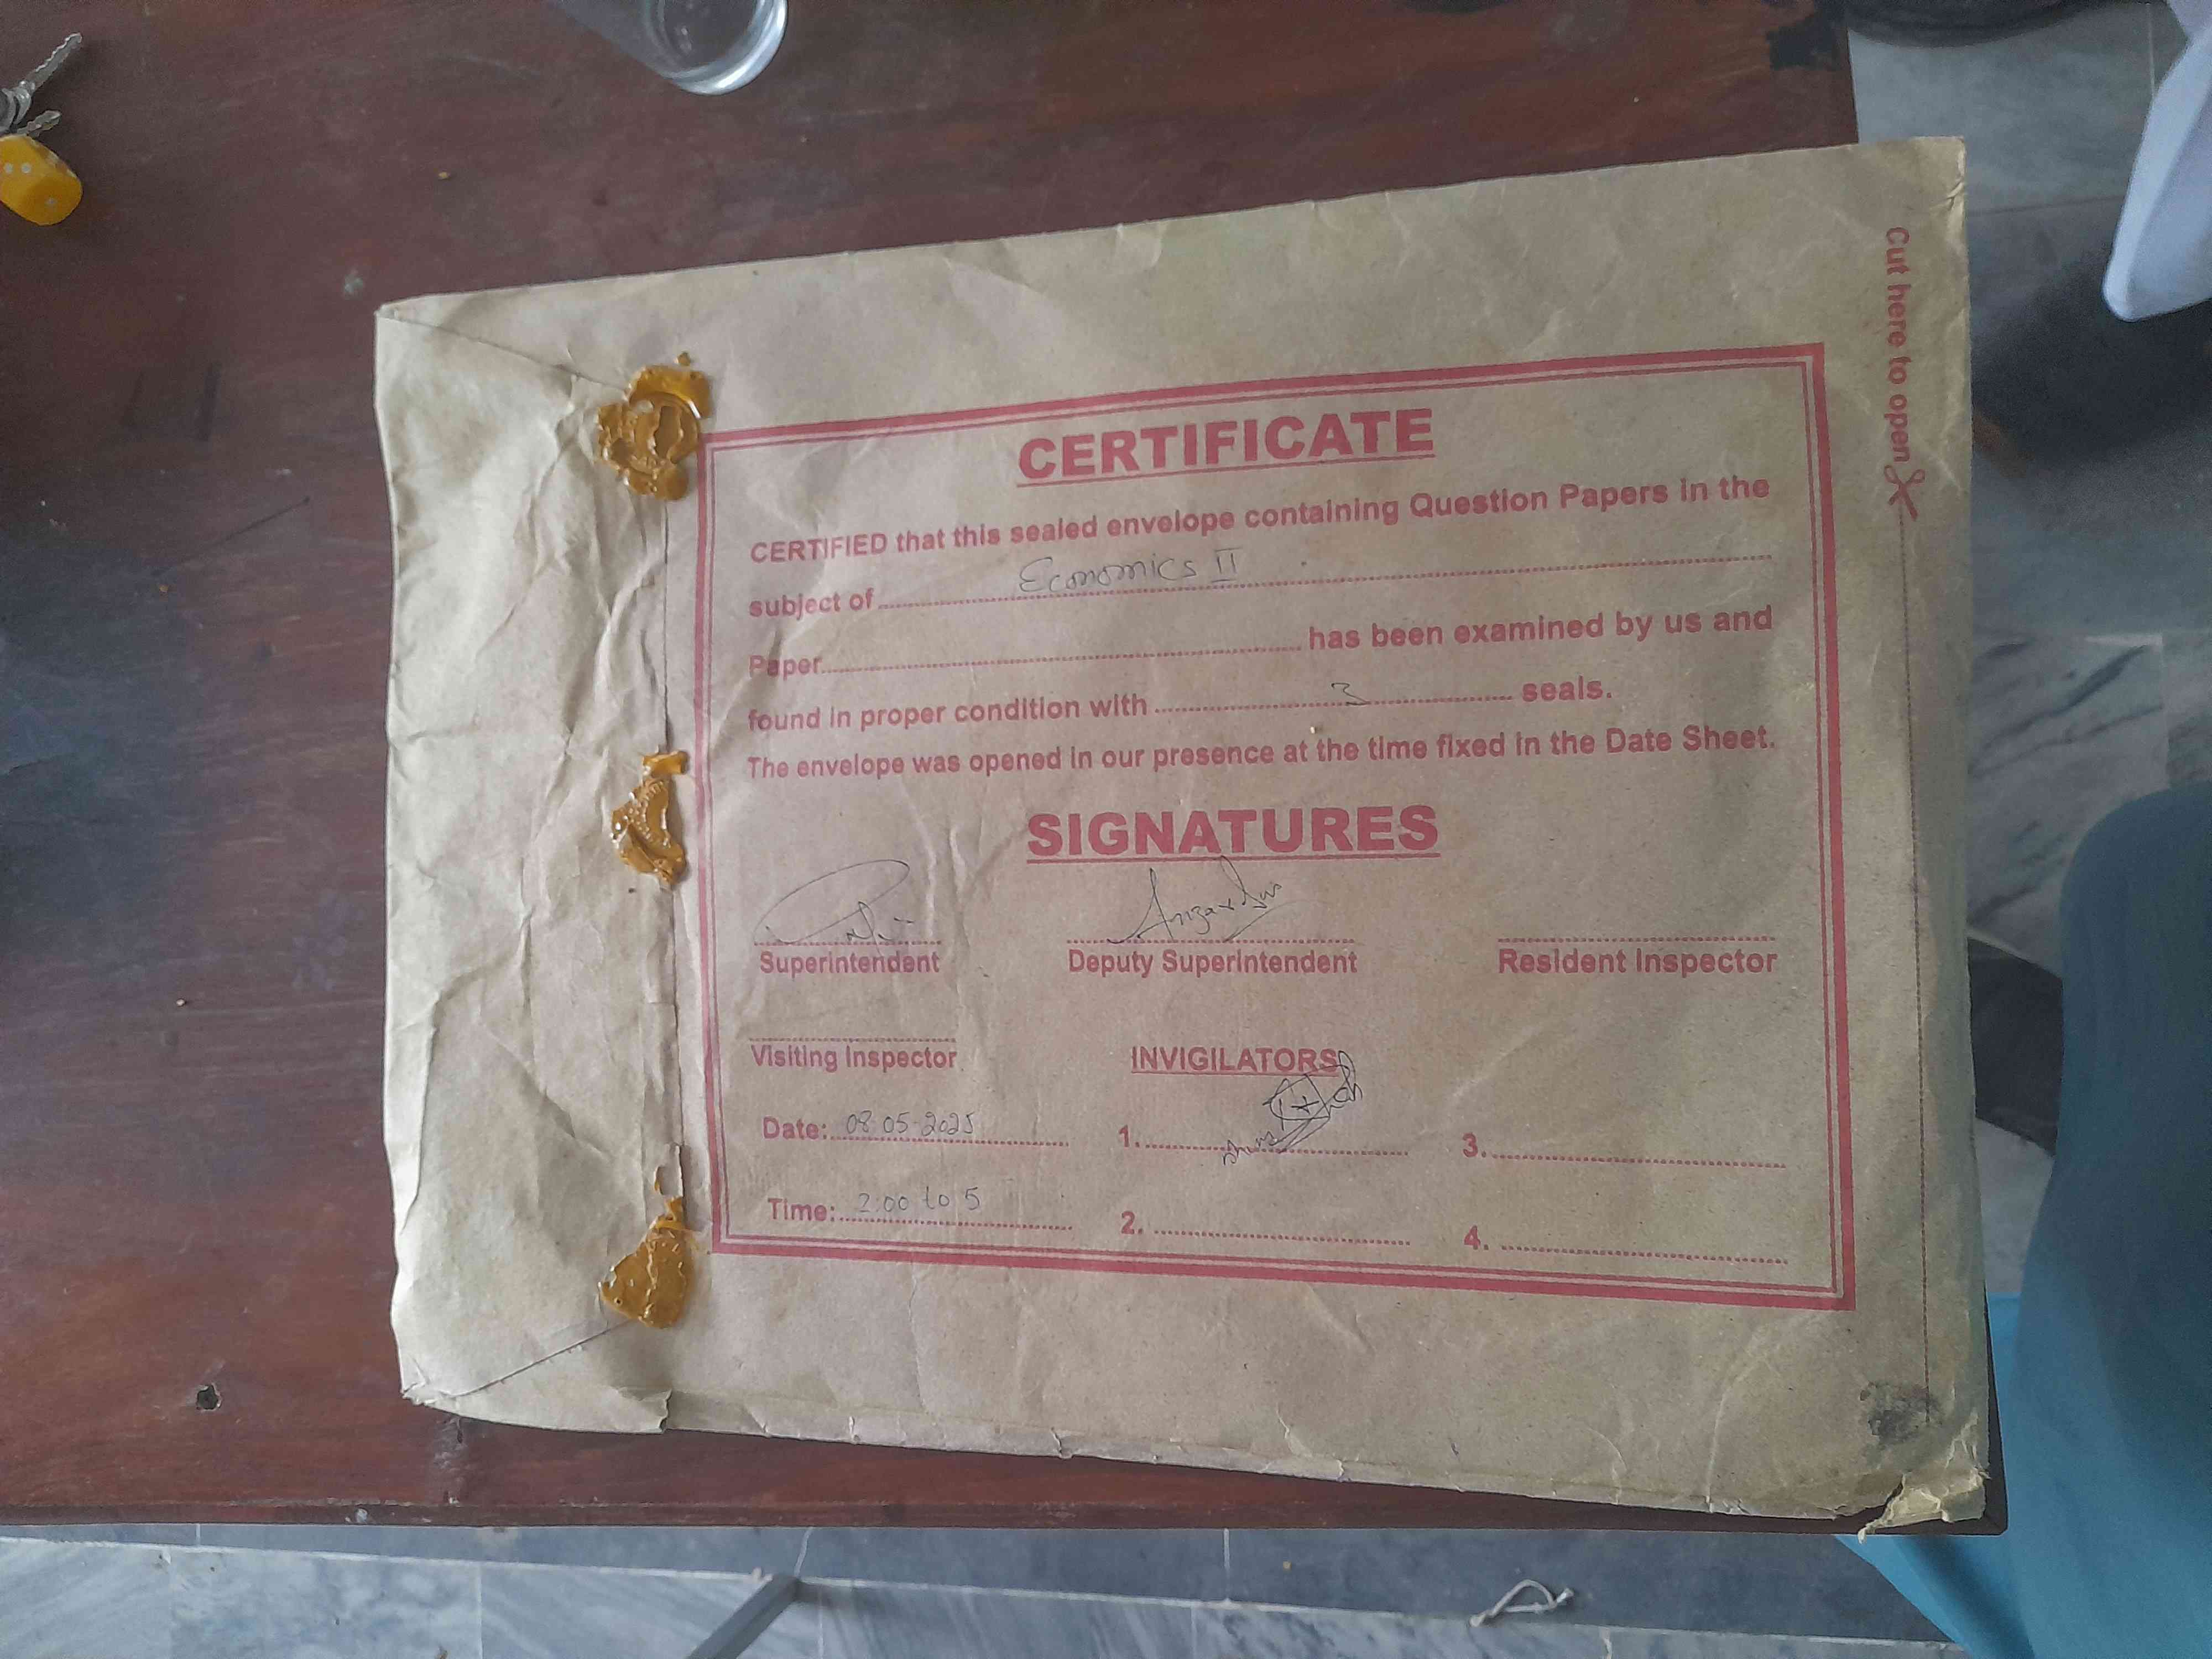 Cut here to open
CERTIFICATE
CERTIFIED that this sealed envelope containing Question Papers in the
subject of Economics II
Paper has been examined by us and
found in proper condition with 3 seals.
The envelope was opened in our presence at the time fixed in the Date Sheet.
SIGNATURES
Superintendent Deputy Superintendent Resident Inspector
Visiting Inspector INVIGILATORS
Date: 08-05-2025 1. 3.
Time: 2:00 to 5 2. 4.